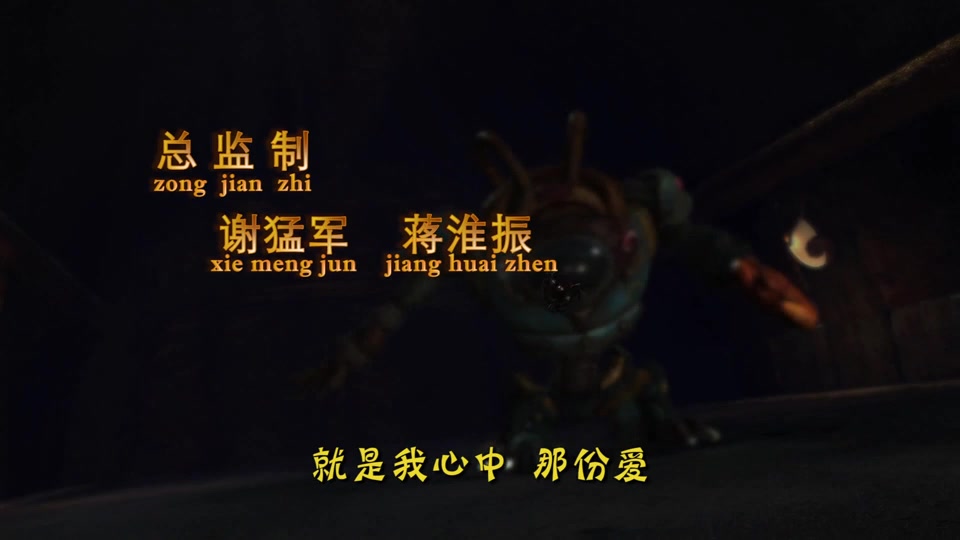 总监制
zong jian zhi
谢猛军 蒋淮振
xie meng jun jiang huai zhen
就是我心中 那份爱